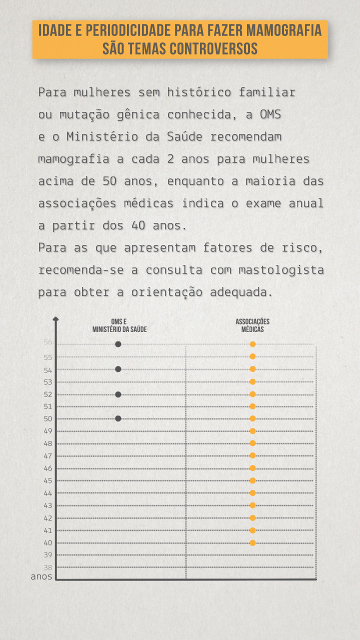 IDADE E PERIODICIDADE PARA FAZER MAMOGRAFIA
SÃO TEMAS CONTROVERSOS
Para mulheres sem histórico familiar
ou mutação gênica conhecida, a OMS
e o Ministério da Saúde recomendam
mamografia a cada 2 anos para mulheres
acima de 50 anos, enquanto a maioria das
associações médicas indica o exame anual
a partir dos 40 anos.
Para as que apresentam fatores de risco,
recomenda-se a consulta com mastologista
para obter a orientação adequada.
OMS E
MINISTÉRIO DA SAÚDE
ASSOCIAÇÕES
MÉDICAS
56
55
54
53
52
51
50
49
48
47
46
45
44
43
42
41
40
39
38
anos